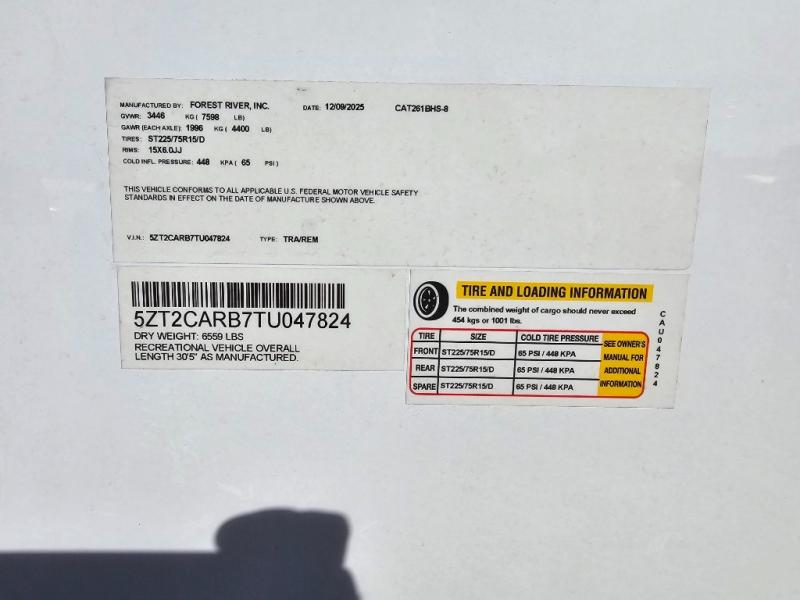 MANUFACTURED BY: FOREST RIVER, INC. DATE: 12/09/2025 CAT261BHS-8
GVWR: 3446 KG ( 7598 LB)
GAWR (EACH AXLE): 1996 KG ( 4400 LB)
TIRES: ST225/75R15/D
RIMS: 15X6.0JJ
COLD INFL. PRESSURE: 448 KPA ( 65 PSI )
THIS VEHICLE CONFORMS TO ALL APPLICABLE U.S. FEDERAL MOTOR VEHICLE SAFETY
STANDARDS IN EFFECT ON THE DATE OF MANUFACTURE SHOWN ABOVE.
V.I.N.: 5ZT2CARB7TU047824 TYPE: TRA/REM
5ZT2CARB7TU047824
DRY WEIGHT: 6559 LBS
RECREATIONAL VEHICLE OVERALL
LENGTH 30'5" AS MANUFACTURED.
TIRE AND LOADING INFORMATION
The combined weight of cargo should never exceed
454 kgs or 1001 lbs.
TIRE SIZE COLD TIRE PRESSURE
FRONT ST225/75R15/D 65 PSI / 448 KPA
REAR ST225/75R15/D 65 PSI / 448 KPA
SPARE ST225/75R15/D 65 PSI / 448 KPA
SEE OWNER'S
MANUAL FOR
ADDITIONAL
INFORMATION
CAU047824